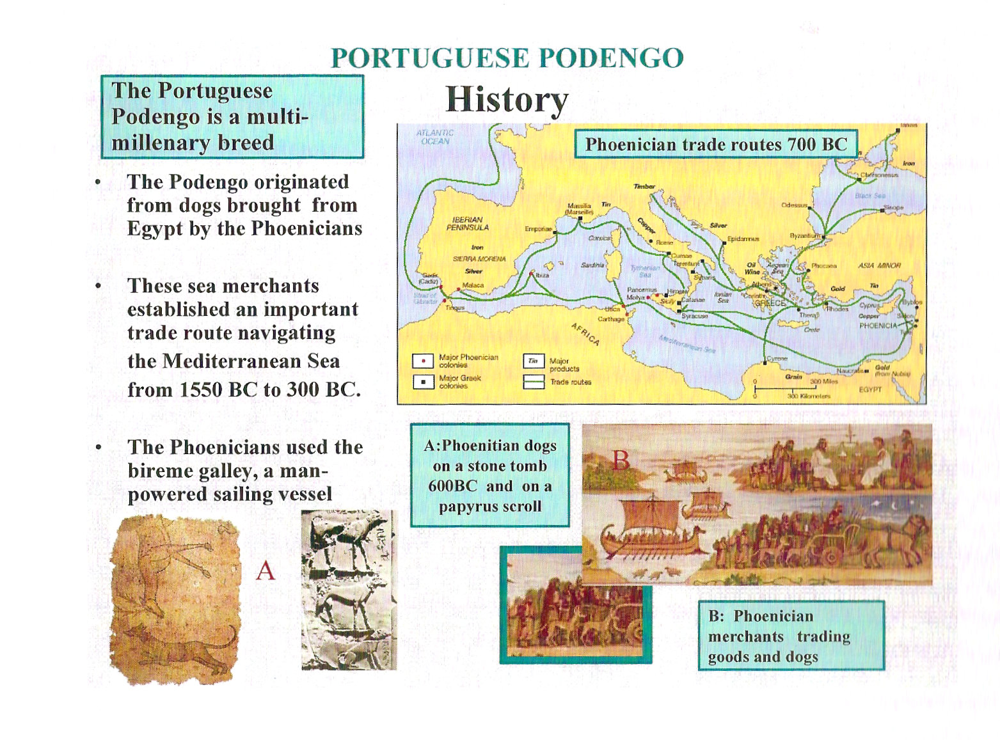 PORTUGUESE PODENGO
History
The Portuguese
Podengo is a multi-
millenary breed
• The Podengo originated
from dogs brought from
Egypt by the Phoenicians
• These sea merchants
established an important
trade route navigating
the Mediterranean Sea
from 1550 BC to 300 BC.
• The Phoenicians used the
bireme galley, a man-
powered sailing vessel
Phoenician trade routes 700 BC
ATLANTIC
OCEAN
Iron
Chersonesus
Black Sea
Timber
Odessus
Sinope
Massilia
(Marseille)
Tin
IBERIAN
PENINSULA
Emporiae
Copper
Silver
Byzantium
Corsica
Rome
Epidamnus
Iron
SIERRA MORENA
Silver
Cumae
Tarentum
Sardinia
Tyrrhenian
Sea
Oil
Wine
Aegean
Sea
Phocaea
ASIA MINOR
Gadir
(Cadiz)
Malaca
Ibiza
Sybaris
Athens
Tin
Gold
Strait of
Gibraltar
Tingus
Panormus
Motya
Himera
Sicily
Catanae
Ionian
Sea
Corinth
GREECE
Byblos
Utica
Carthage
Syracuse
Thera
Rhodes
Cyprus
Copper
Sidon
PHOENICIA
Tyre
Crete
AFRICA
Mediterranean Sea
Cyrene
Naucratis
Gold
(from Nubia)
Grain
EGYPT
Major Phoenician
colonies
Major Greek
colonies
Tin
Major
products
Trade routes
0 300 Miles
0 300 Kilometers
A:Phoenitian dogs
on a stone tomb
600BC and on a
papyrus scroll
A
B
B: Phoenician
merchants trading
goods and dogs